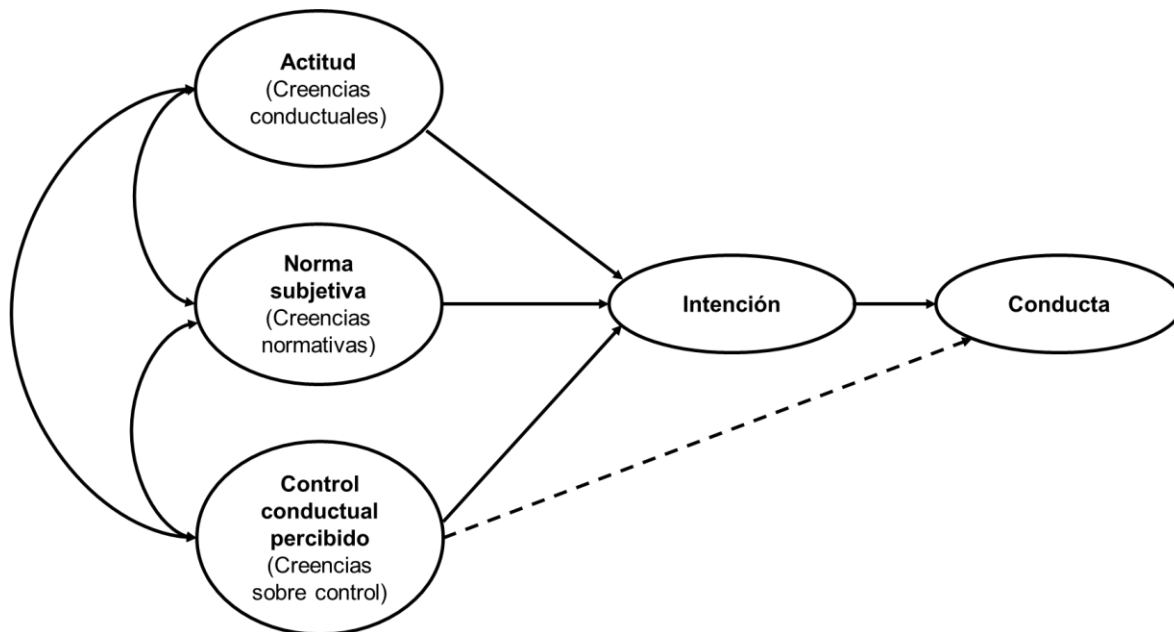 Actitud
(Creencias
conductuales)
Norma
subjetiva
(Creencias
normativas)
Control
conductual
percibido
(Creencias
sobre control)
Intención
Conducta